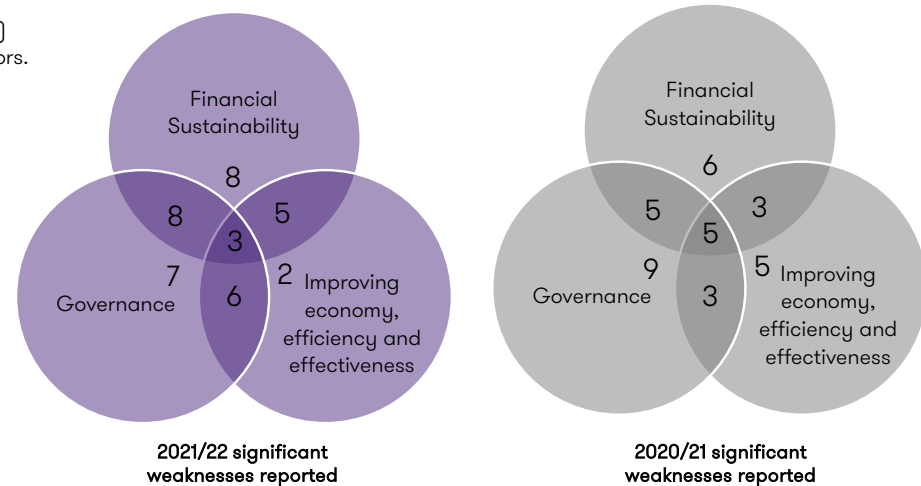 ors.
Financial
Sustainability
8
8
5
3
7
2
Governance
6
Improving
economy,
efficiency and
effectiveness
2021/22 significant
weaknesses reported
Financial
Sustainability
6
5
3
5
9
5
Governance
3
Improving
economy,
efficiency and
effectiveness
2020/21 significant
weaknesses reported